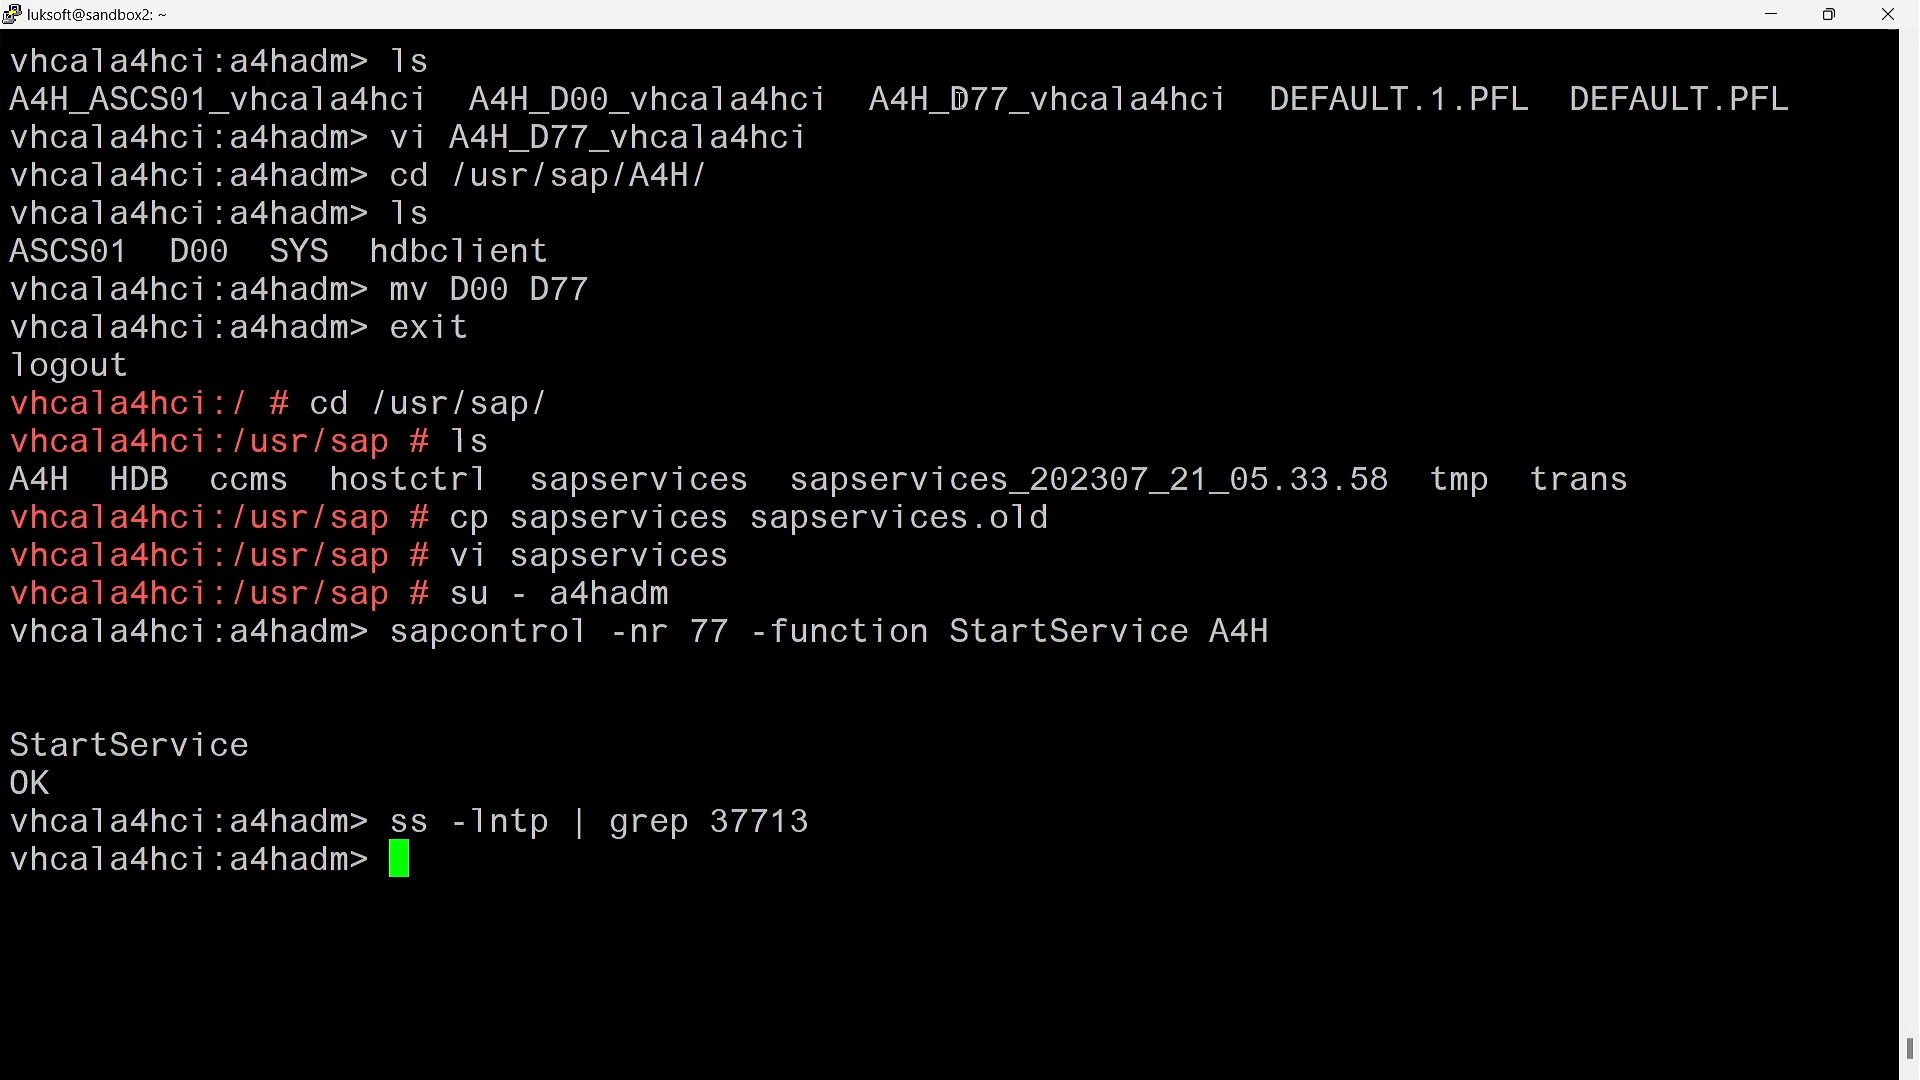 luksoft@sandbox2: ~
vhcala4hci:a4hadm> ls
A4H_ASCS01_vhcala4hci  A4H_D00_vhcala4hci  A4H_D77_vhcala4hci  DEFAULT.1.PFL  DEFAULT.PFL
vhcala4hci:a4hadm> vi A4H_D77_vhcala4hci
vhcala4hci:a4hadm> cd /usr/sap/A4H/
vhcala4hci:a4hadm> ls
ASCS01  D00  SYS  hdbclient
vhcala4hci:a4hadm> mv D00 D77
vhcala4hci:a4hadm> exit
logout
vhcala4hci:/ # cd /usr/sap/
vhcala4hci:/usr/sap # ls
A4H  HDB  ccms  hostctrl  sapservices  sapservices_202307_21_05.33.58  tmp  trans
vhcala4hci:/usr/sap # cp sapservices sapservices.old
vhcala4hci:/usr/sap # vi sapservices
vhcala4hci:/usr/sap # su - a4hadm
vhcala4hci:a4hadm> sapcontrol -nr 77 -function StartService A4H
StartService
OK
vhcala4hci:a4hadm> ss -lntp | grep 37713
vhcala4hci:a4hadm>